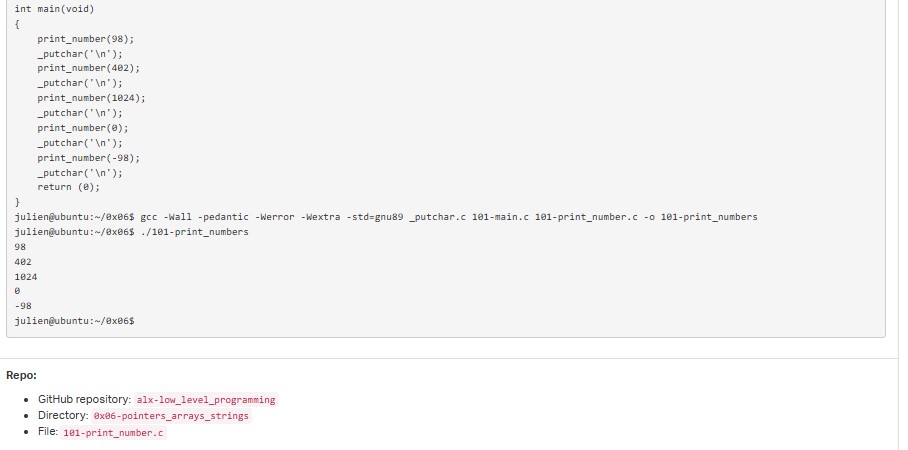 int main(void)
{
    print_number(98);
    _putchar('\n');
    print_number(402);
    _putchar('\n');
    print_number(1024);
    _putchar('\n');
    print_number(0);
    _putchar('\n');
    print_number(-98);
    _putchar('\n');
    return (0);
}
julien@ubuntu:~/0x06$ gcc -Wall -pedantic -Werror -Wextra -std=gnu89 _putchar.c 101-main.c 101-print_number.c -o 101-print_numbers
julien@ubuntu:~/0x06$ ./101-print_numbers
98
402
1024
0
-98
julien@ubuntu:~/0x06$
Repo:
• GitHub repository: alx-low_level_programming
• Directory: 0x06-pointers_arrays_strings
• File: 101-print_number.c